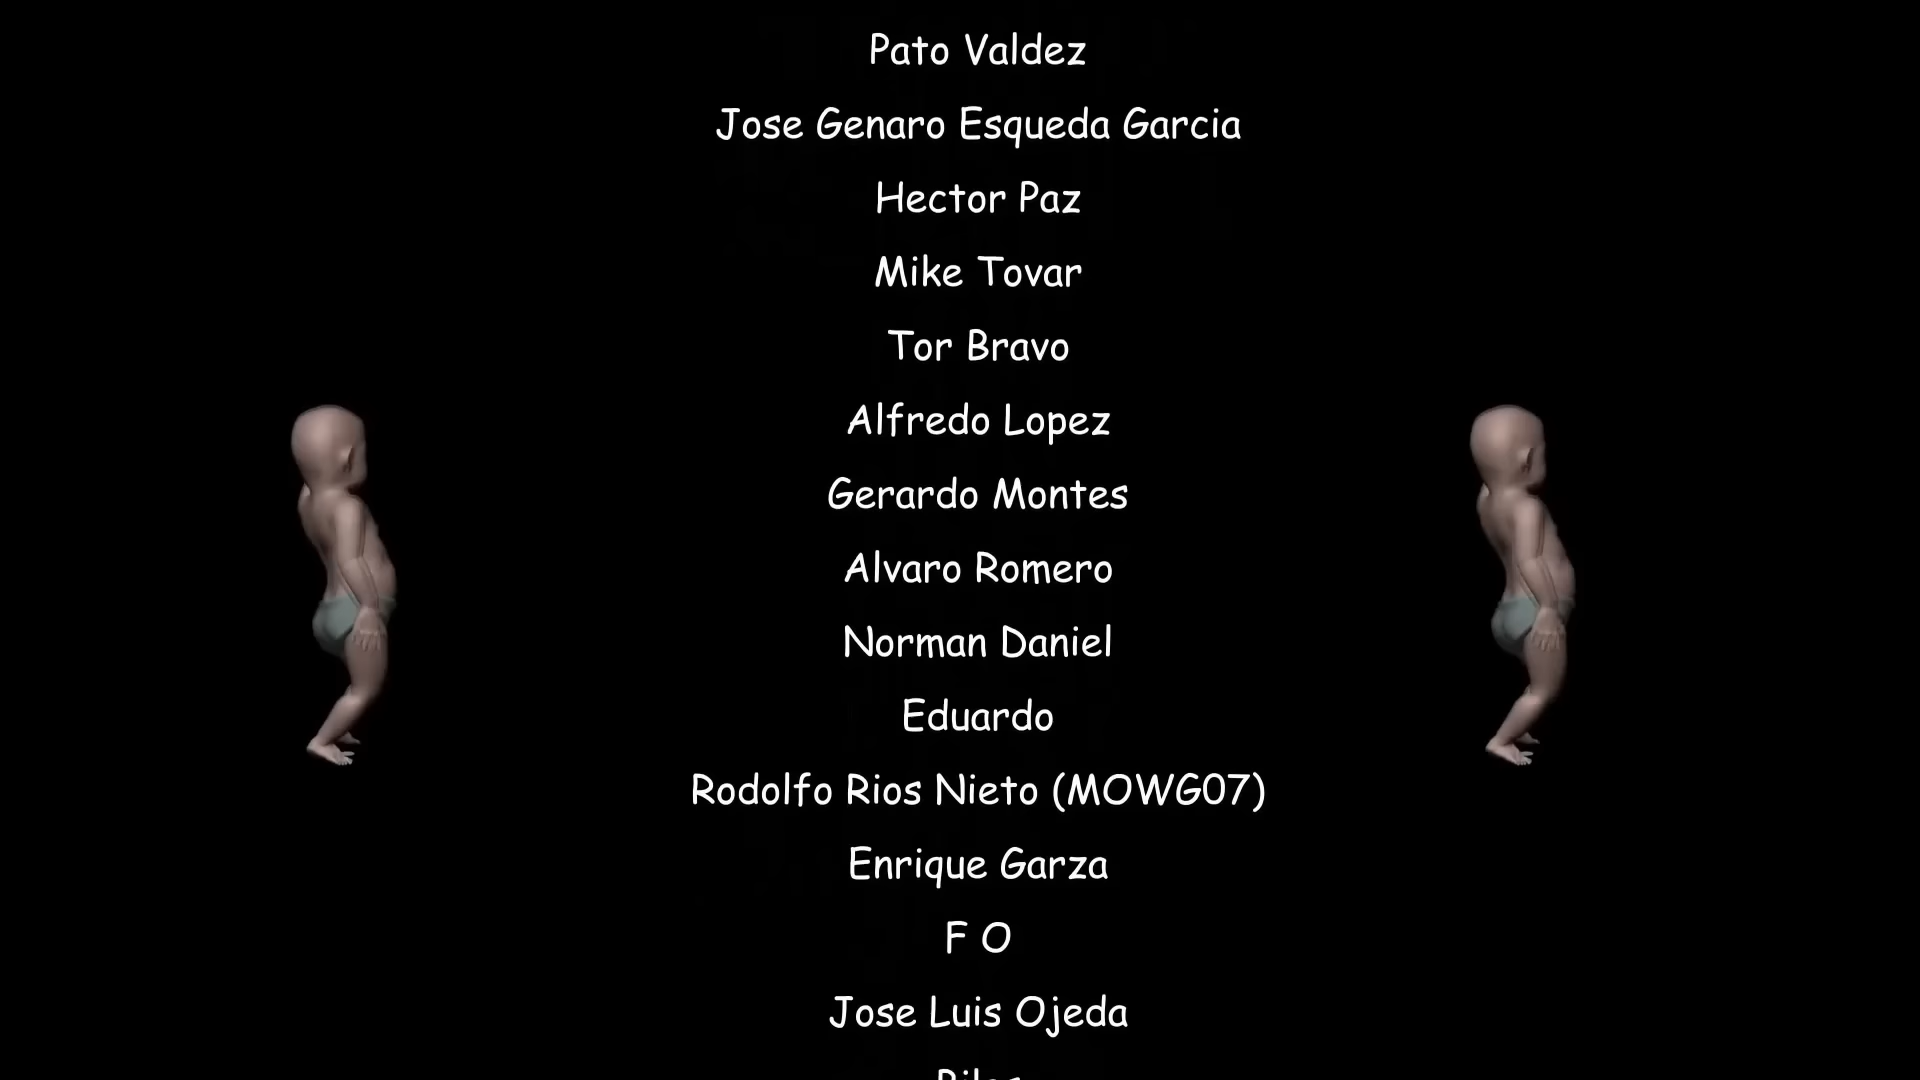 Pato Valdez
Jose Genaro Esqueda Garcia
Hector Paz
Mike Tovar
Tor Bravo
Alfredo Lopez
Gerardo Montes
Alvaro Romero
Norman Daniel
Eduardo
Rodolfo Rios Nieto (MOWG07)
Enrique Garza
F O
Jose Luis Ojeda